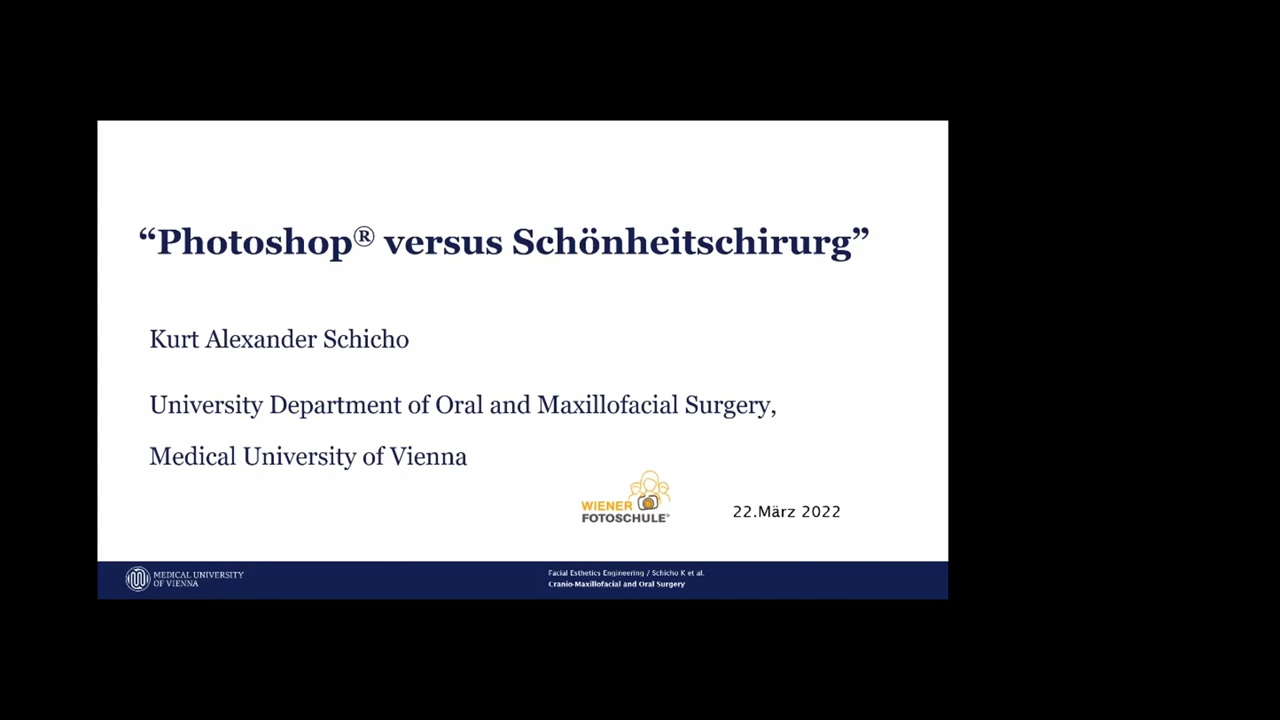 “Photoshop® versus Schönheitschirurg”
Kurt Alexander Schicho
University Department of Oral and Maxillofacial Surgery,
Medical University of Vienna
WIENER
FOTOSCHULE®
22.März 2022
MEDICAL UNIVERSITY
OF VIENNA
Facial Esthetics Engineering / Schicho K et al.
Cranio-Maxillofacial and Oral Surgery